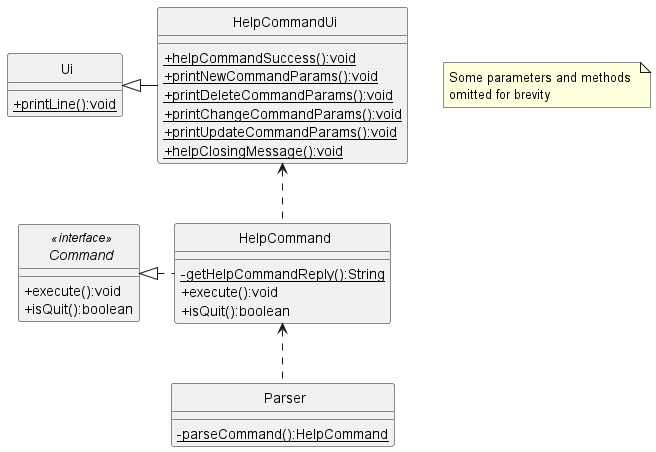 HelpCommandUi
+helpCommandSuccess():void
+printNewCommandParams():void
+printDeleteCommandParams():void
+printChangeCommandParams():void
+printUpdateCommandParams():void
+helpClosingMessage():void
Ui
+printLine():void
Some parameters and methods
omitted for brevity
«interface»
Command
+execute():void
+isQuit():boolean
HelpCommand
-getHelpCommandReply():String
+execute():void
+isQuit():boolean
Parser
-parseCommand():HelpCommand